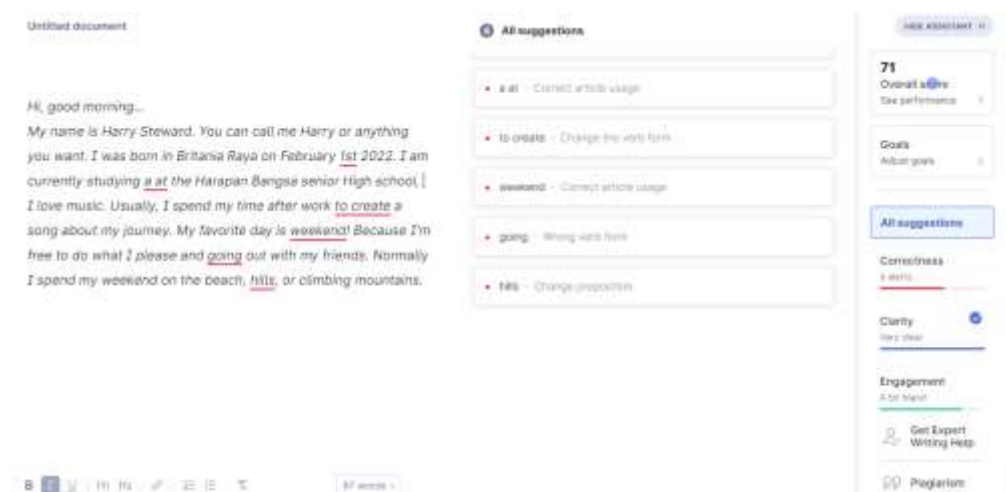 Untitled document
Hi, good morning...
My name is Harry Steward. You can call me Harry or anything
you want. I was born in Britania Raya on February 1st 2022. I am
currently studying a at the Harapan Bangsa senior High school,
I love music. Usually, I spend my time after work to create a
song about my journey. My favorite day is weekend! Because I'm
free to do what I please and going out with my friends. Normally
I spend my weekend on the beach, hills, or climbing mountains.
B I U H1 H2
words
All suggestions
a at - Correct article usage
to create - Change the verb form
weekend - Correct article usage
going - Wrong verb form
hills - Change preposition
HIDE ASSISTANT
71
Overall score
See performance
Goals
Adjust goals
All suggestions
Correctness
alerts
Clarity
Very clear
Engagement
A bit bland
Get Expert
Writing Help
Plagiarism